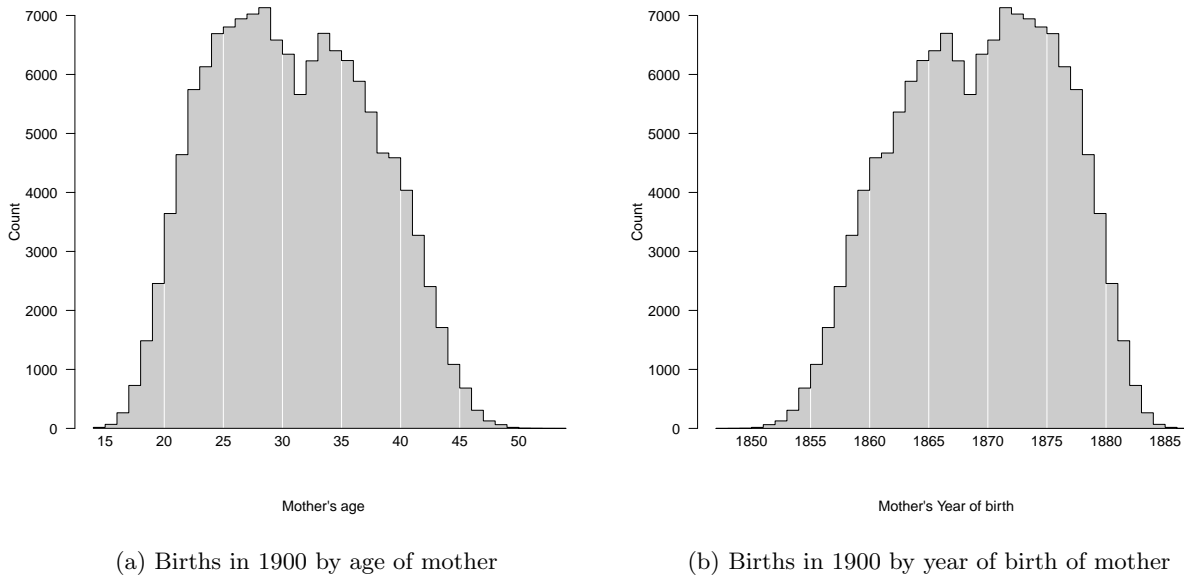 7000
6000
5000
4000
3000
2000
1000
0
Count
15 20 25 30 35 40 45 50
Mother's age
(a) Births in 1900 by age of mother
7000
6000
5000
4000
3000
2000
1000
0
Count
1850 1855 1860 1865 1870 1875 1880 1885
Mother's Year of birth
(b) Births in 1900 by year of birth of mother